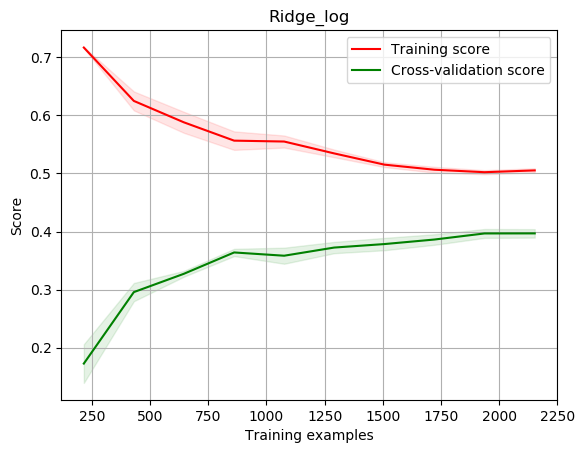 Ridge_log
Training score
Cross-validation score
0.7
0.6
0.5
0.4
0.3
0.2
Score
250 500 750 1000 1250 1500 1750 2000 2250
Training examples